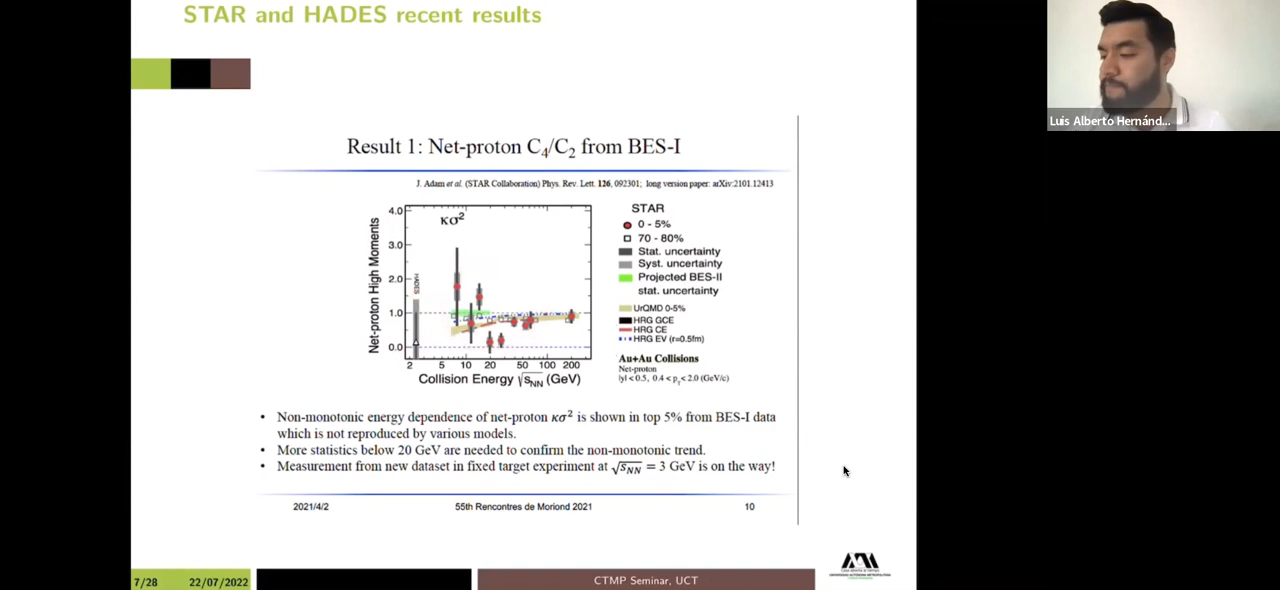 STAR and HADES recent results
Luis Alberto Hernánd...
Result 1: Net-proton C4/C2 from BES-I
J. Adam et al. (STAR Collaboration) Phys. Rev. Lett. 126, 092301; long version paper: arXiv:2101.12413
Net-proton High Moments
4.0
3.0
2.0
1.0
0.0
κσ²
HADES
2 5 10 20 50 100 200
Collision Energy √sNN (GeV)
STAR
0 - 5%
70 - 80%
Stat. uncertainty
Syst. uncertainty
Projected BES-II
stat. uncertainty
UrQMD 0-5%
HRG GCE
HRG CE
HRG EV (r=0.5fm)
Au+Au Collisions
Net-proton
|y| < 0.5, 0.4 < pT < 2.0 (GeV/c)
• Non-monotonic energy dependence of net-proton κσ² is shown in top 5% from BES-I data
which is not reproduced by various models.
• More statistics below 20 GeV are needed to confirm the non-monotonic trend.
• Measurement from new dataset in fixed target experiment at √sNN = 3 GeV is on the way!
2021/4/2 55th Rencontres de Moriond 2021 10
7/28 22/07/2022 CTMP Seminar, UCT